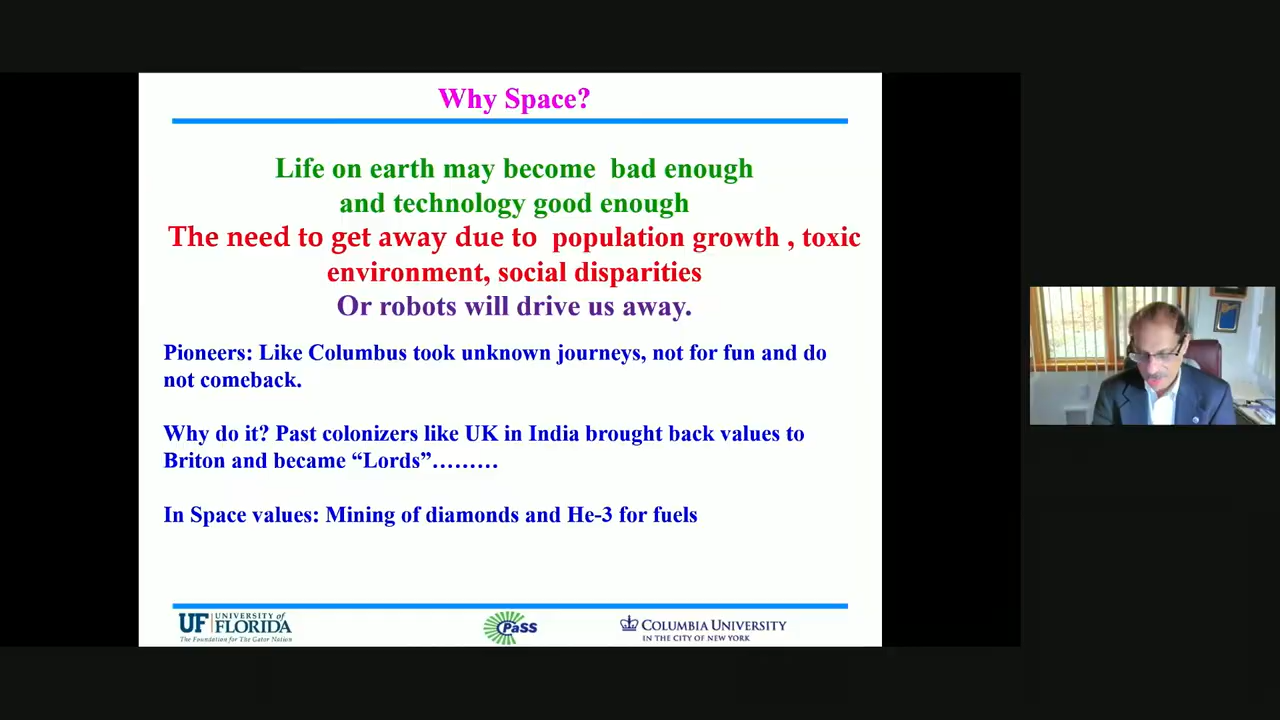 Why Space?
Life on earth may become bad enough
and technology good enough
The need to get away due to population growth , toxic
environment, social disparities
Or robots will drive us away.
Pioneers: Like Columbus took unknown journeys, not for fun and do
not comeback.
Why do it? Past colonizers like UK in India brought back values to
Briton and became “Lords”………
In Space values: Mining of diamonds and He-3 for fuels
UF UNIVERSITY of
FLORIDA
The Foundation for The Gator Nation
CPaSS
COLUMBIA UNIVERSITY
IN THE CITY OF NEW YORK